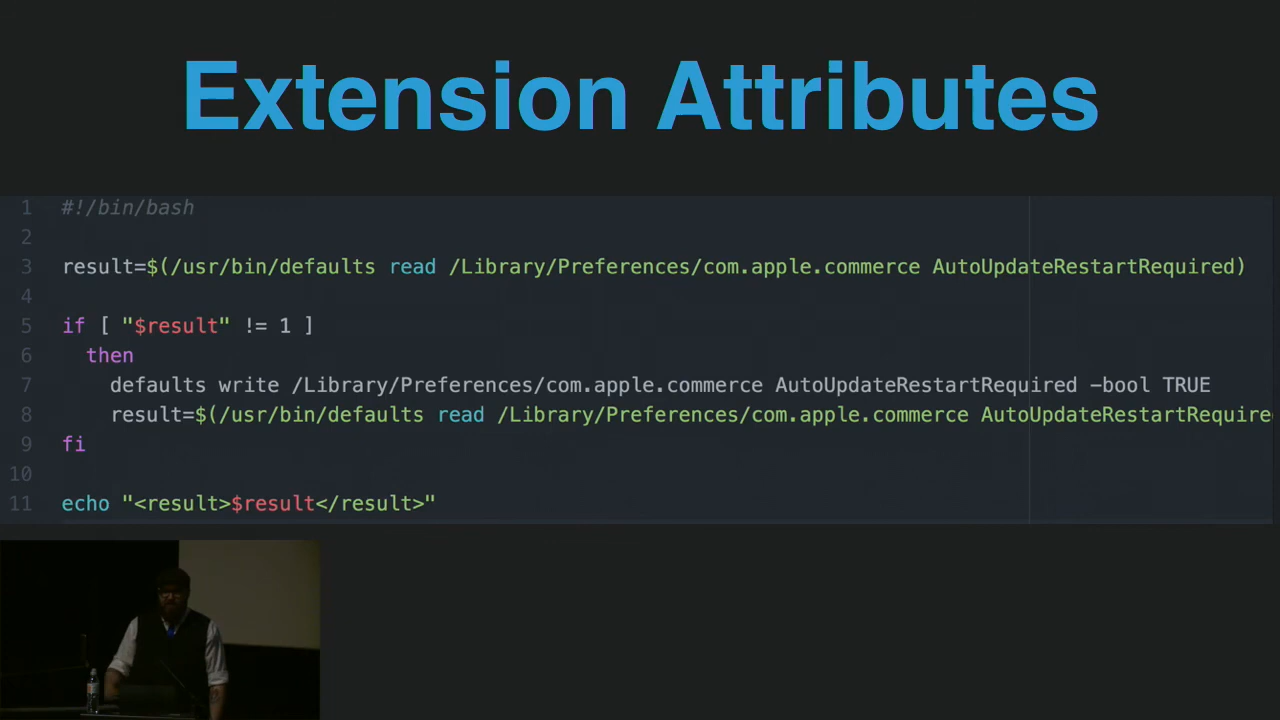 Extension Attributes
1 #!/bin/bash
2
3 result=$(/usr/bin/defaults read /Library/Preferences/com.apple.commerce AutoUpdateRestartRequired)
4
5 if [ "$result" != 1 ]
6 then
7 defaults write /Library/Preferences/com.apple.commerce AutoUpdateRestartRequired -bool TRUE
8 result=$(/usr/bin/defaults read /Library/Preferences/com.apple.commerce AutoUpdateRestartRequire
9 fi
10
11 echo "<result>$result</result>"